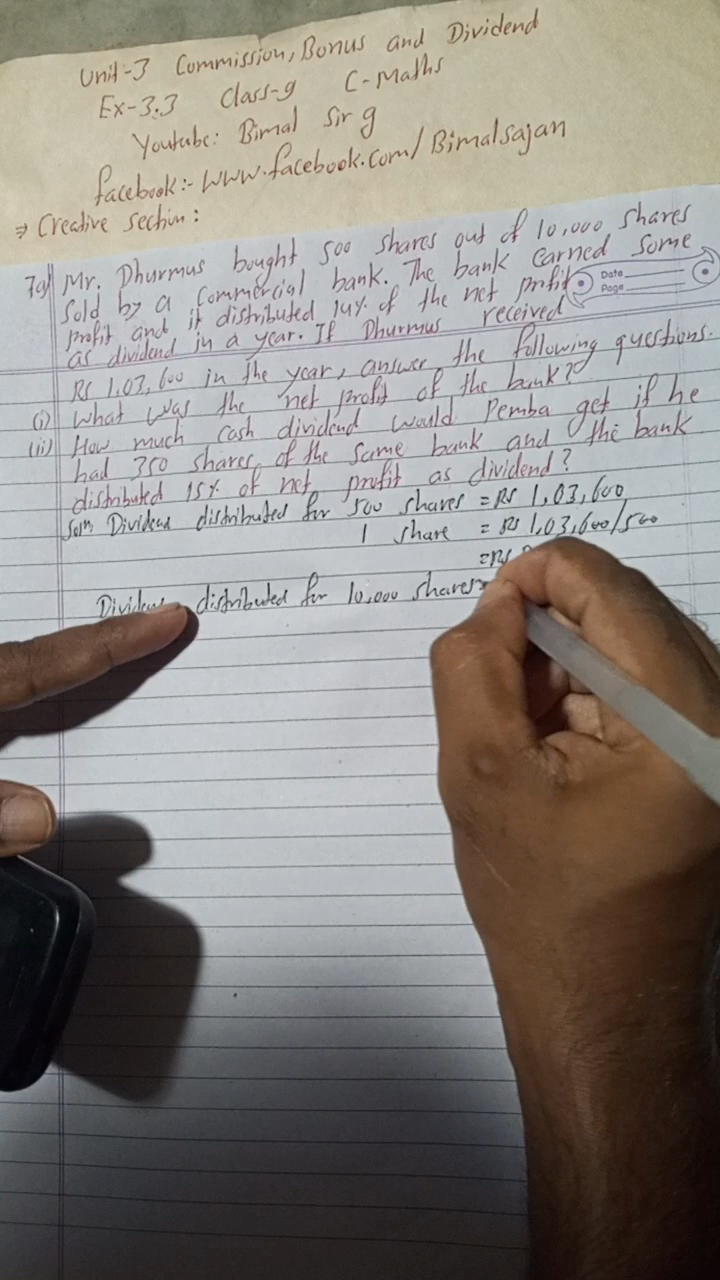 Unit-3 Commission, Bonus and Dividend
Ex-3.3 Class-9 C-Maths
Youtube: Bimal Sir g
facebook:- www.facebook.com/Bimalsajan
⇒ Creative section:
7a) Mr. Dhurmus bought 500 shares out of 10,000 shares
sold by a commercial bank. The bank earned some
profit and it distributed 14% of the net profit
as dividend in a year. If Dhurmus received
Date
Page
Rs 1,03,600 in the year, answer the following questions.
(i) What was the net profit of the bank?
(ii) How much cash dividend would Pemba get if he
had 350 shares of the same bank and the bank
distributed 15% of net profit as dividend?
Solⁿ, Dividend distributed for 500 shares = Rs 1,03,600
1 share = Rs 1,03,600/500
= Rs
Dividend distributed for 10,000 shares=